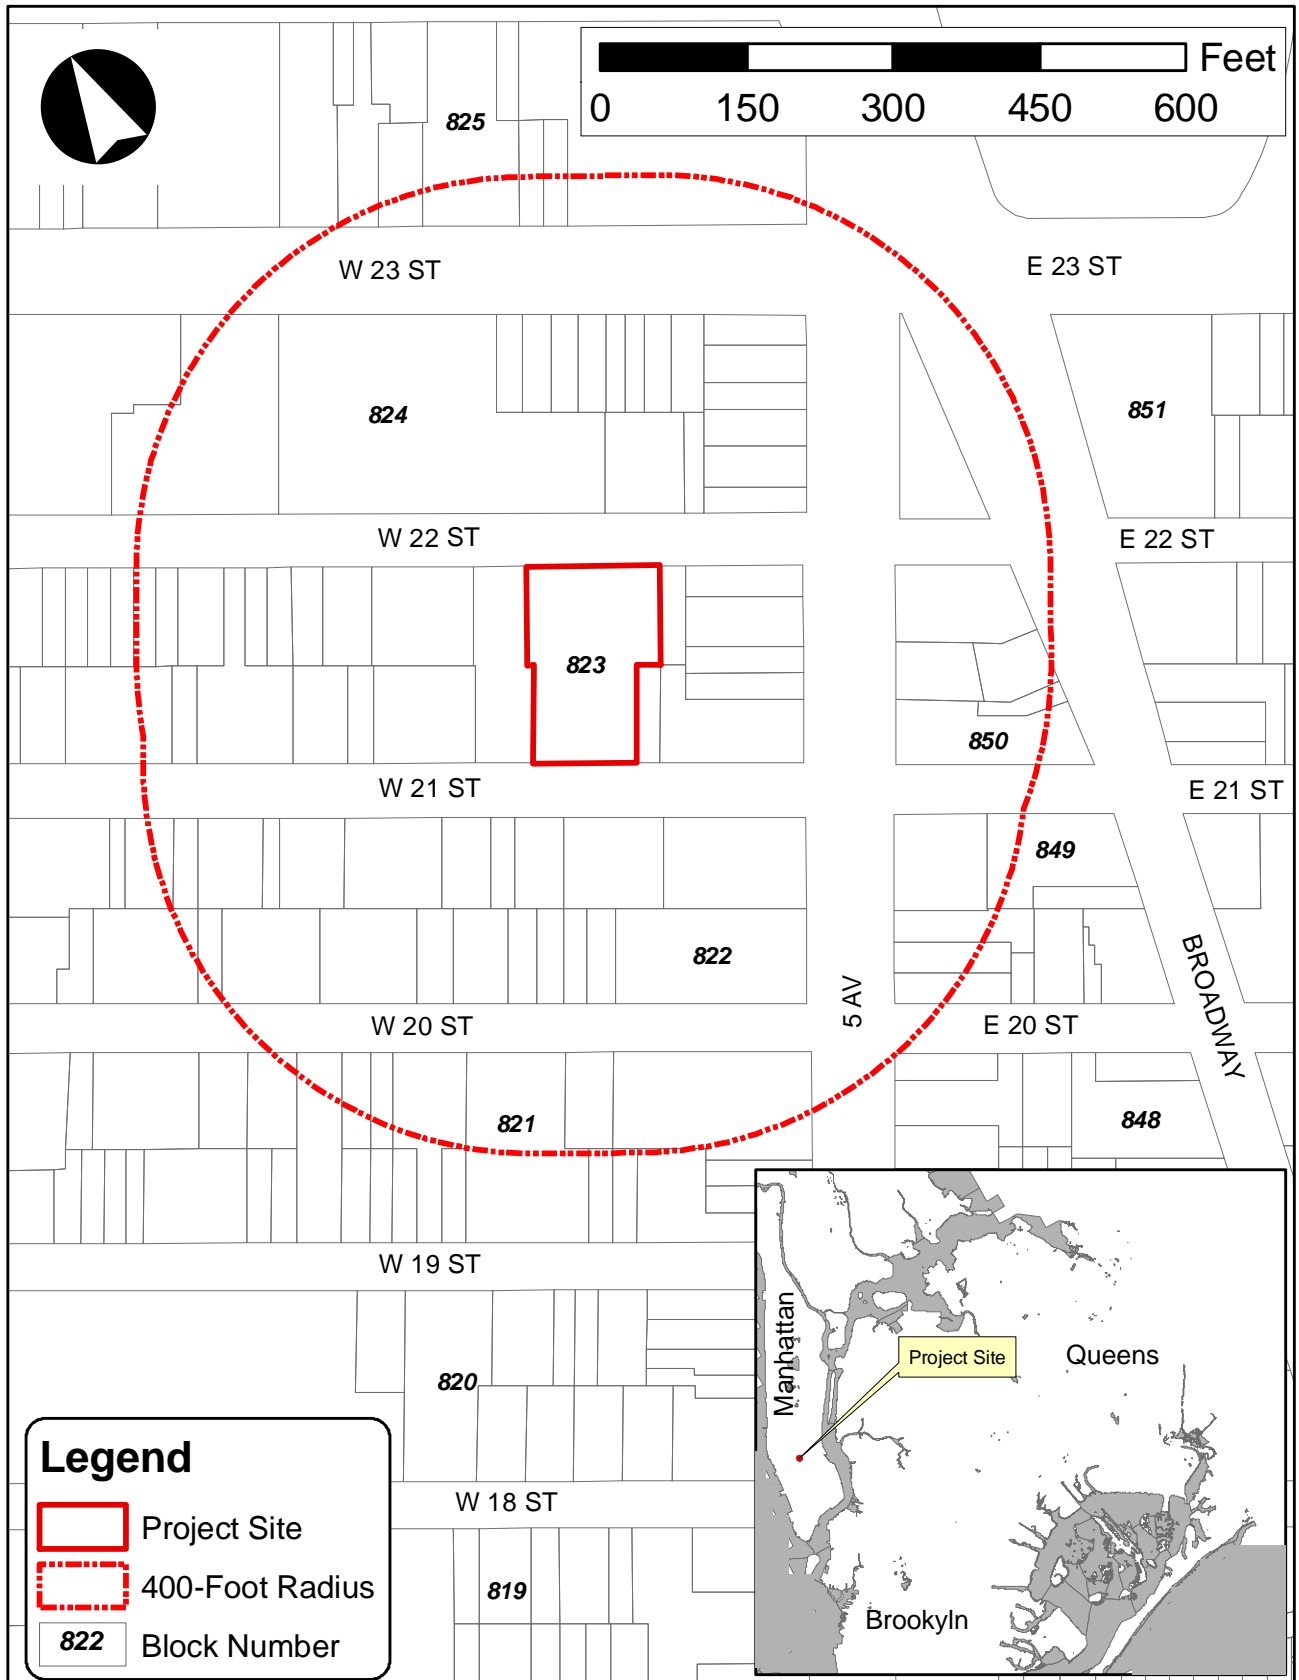 Feet
0 150 300 450 600
825
W 23 ST
E 23 ST
824
851
W 22 ST
E 22 ST
823
850
W 21 ST
E 21 ST
849
822
BROADWAY
5 AV
W 20 ST
E 20 ST
821
848
W 19 ST
Manhattan
Project Site
Queens
820
Legend
W 18 ST
Project Site
400-Foot Radius
819
Brookyln
822 Block Number